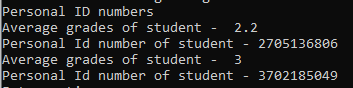 Personal ID numbers
Average grades of student -  2.2
Personal Id number of student - 2705136806
Average grades of student -  3
Personal Id number of student - 3702185049